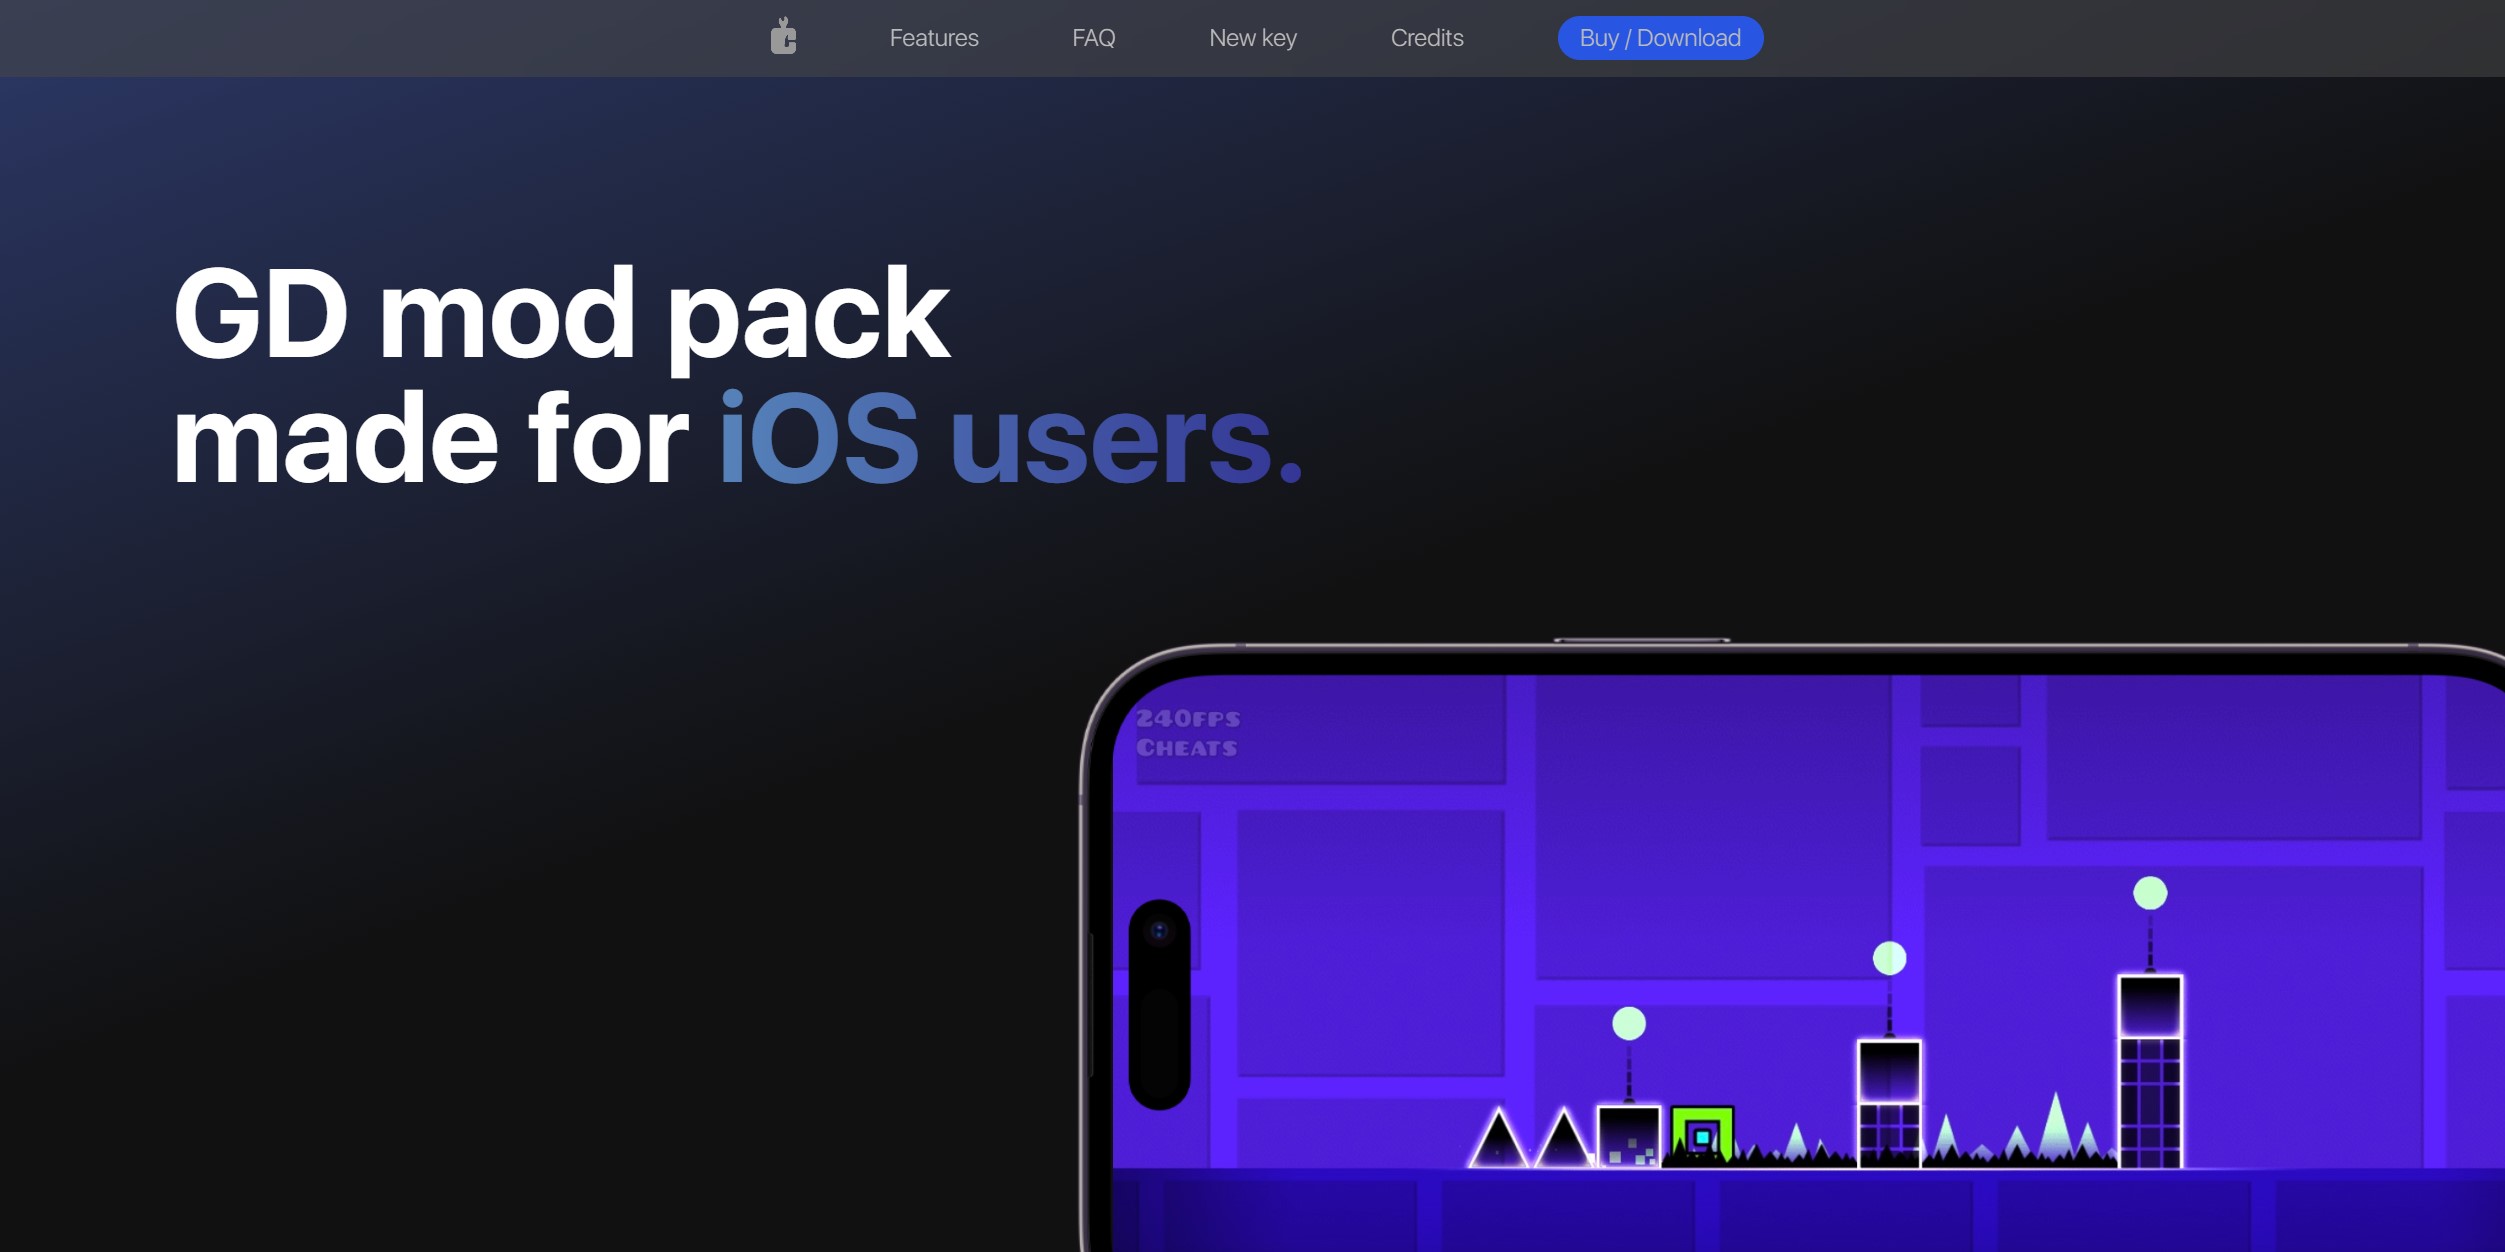 Features
FAQ
New key
Credits
Buy / Download
GD mod pack
made for iOS users.
240FPS
CHEATS